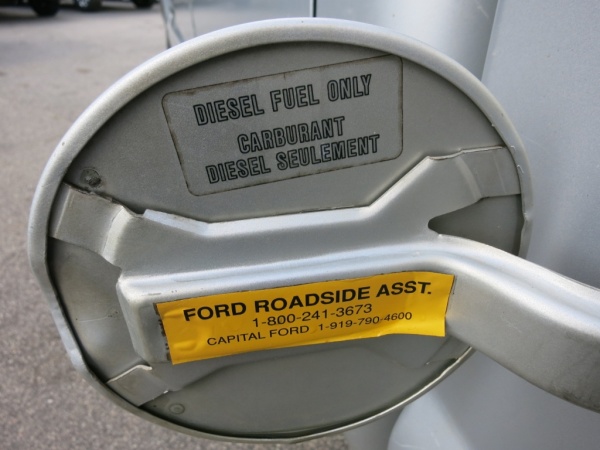 DIESEL FUEL ONLY
CARBURANT
DIESEL SEULEMENT
FORD ROADSIDE ASST.
1-800-241-3673
CAPITAL FORD 1-919-790-4600